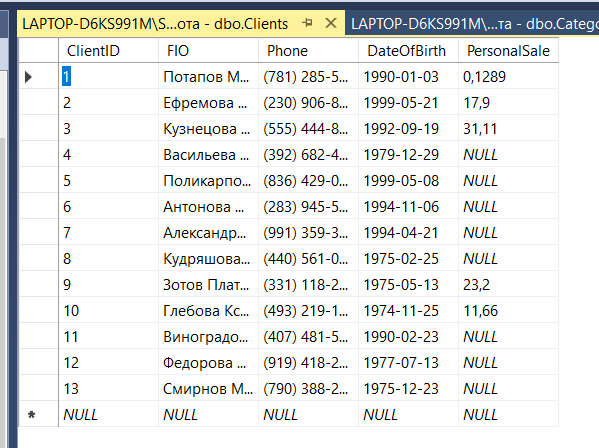 LAPTOP-D6KS991M\S...ота - dbo.Clients LAPTOP-D6KS991M\...та - dbo.Catego
ClientID FIO Phone DateOfBirth PersonalSale
1 Потапов М... (781) 285-5... 1990-01-03 0,1289
2 Ефремова ... (230) 906-8... 1999-05-21 17,9
3 Кузнецова ... (555) 444-8... 1992-09-19 31,11
4 Васильева ... (392) 682-4... 1979-12-29 NULL
5 Поликарпо... (836) 429-0... 1999-05-08 NULL
6 Антонова ... (283) 945-5... 1994-11-06 NULL
7 Александр... (991) 359-3... 1994-04-21 NULL
8 Кудряшова... (440) 561-0... 1975-02-25 NULL
9 Зотов Плат... (331) 118-2... 1975-05-13 23,2
10 Глебова Кс... (493) 219-1... 1974-11-25 11,66
11 Виноградо... (407) 481-5... 1990-02-23 NULL
12 Федорова ... (919) 418-2... 1977-07-13 NULL
13 Смирнов М... (790) 388-2... 1975-12-23 NULL
* NULL NULL NULL NULL NULL